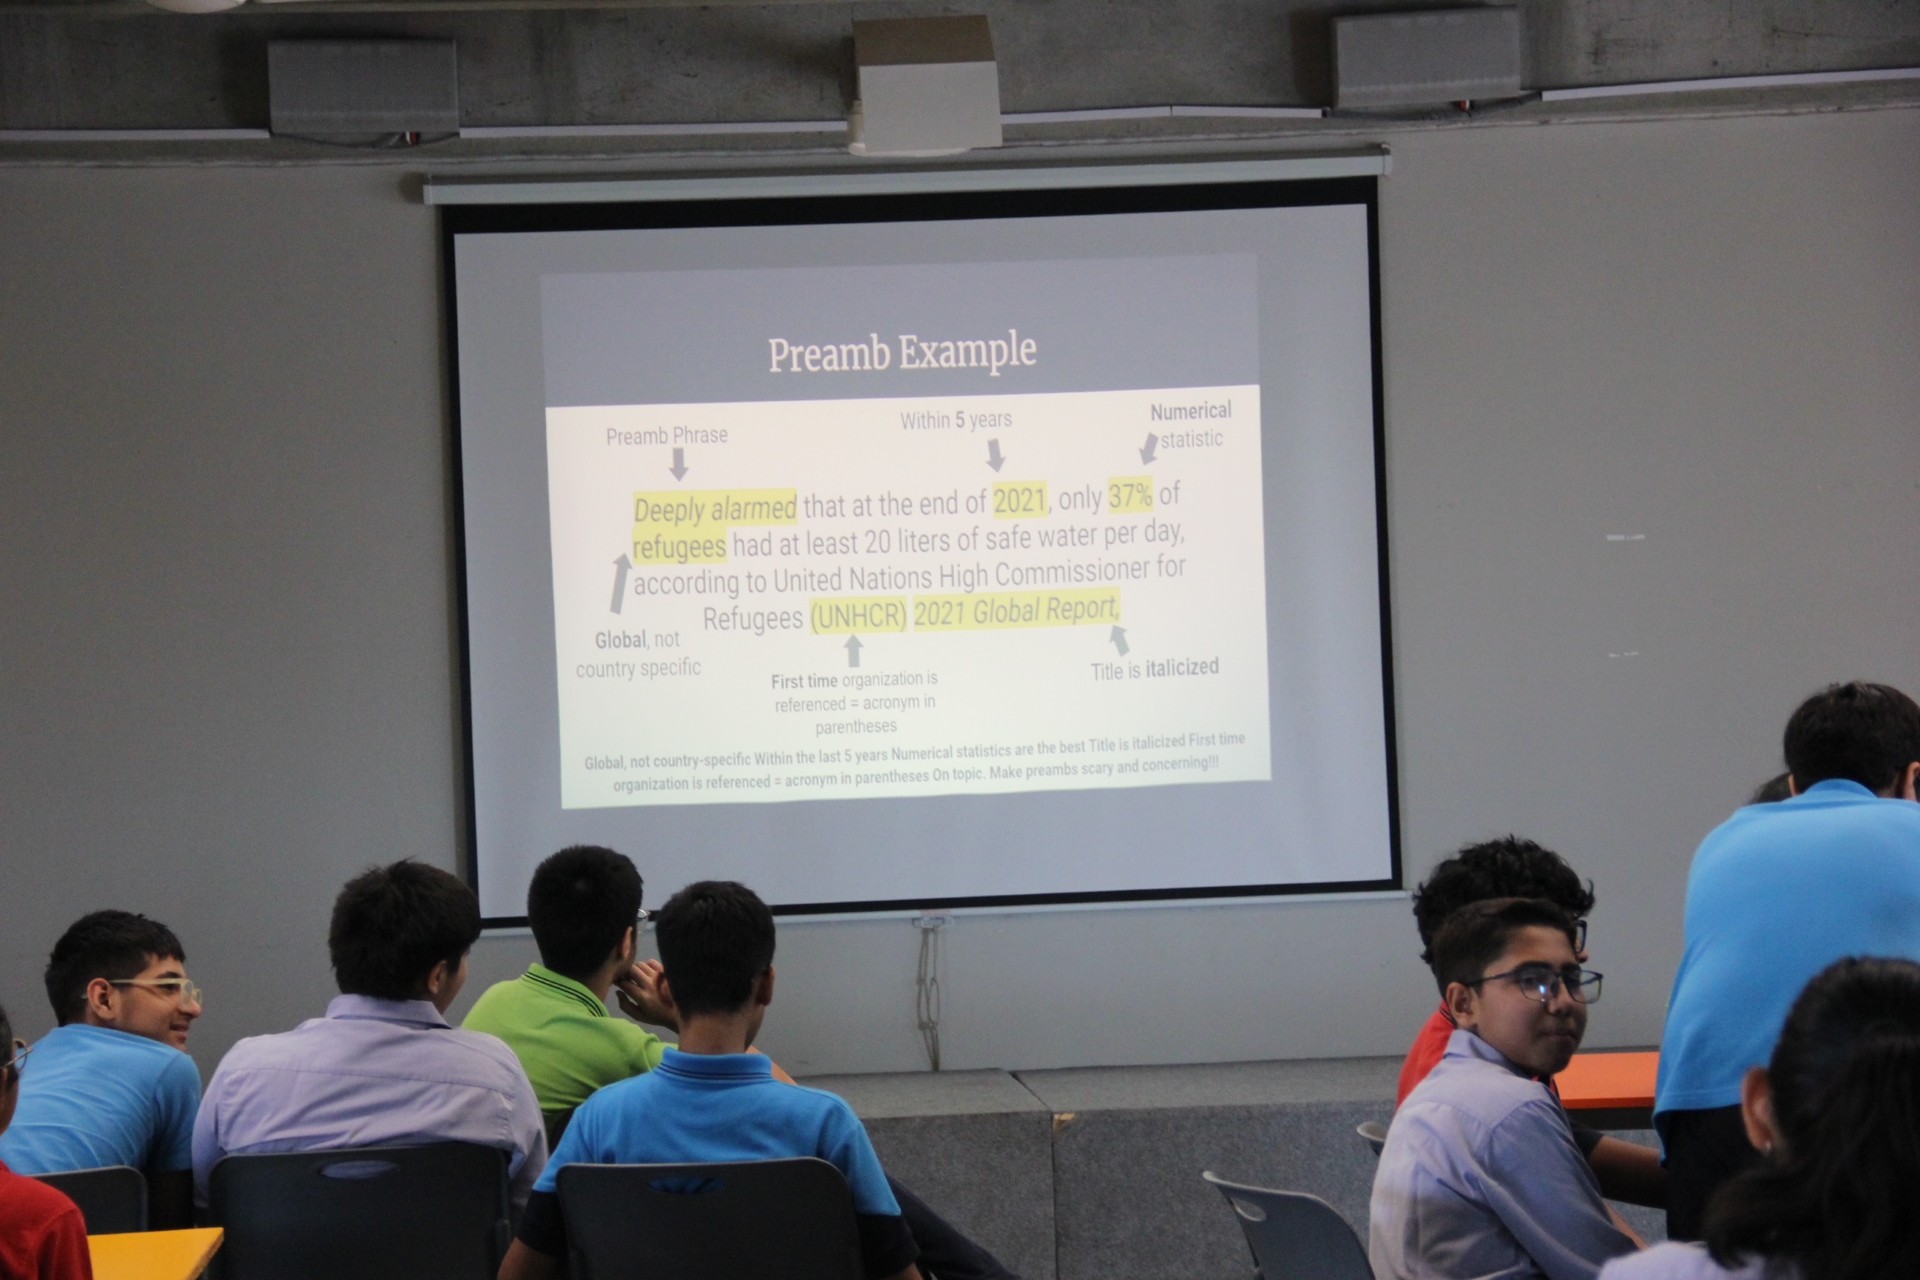 Preamb Example
Preamb Phrase
Within 5 years
Numerical
statistic
Deeply alarmed that at the end of 2021, only 37% of
refugees had at least 20 liters of safe water per day,
according to United Nations High Commissioner for
Refugees (UNHCR) 2021 Global Report,
Global, not
country specific
First time organization is
referenced = acronym in
parentheses
Title is italicized
Global, not country-specific Within the last 5 years Numerical statistics are the best Title is italicized First time
organization is referenced = acronym in parentheses On topic. Make preambs scary and concerning!!!